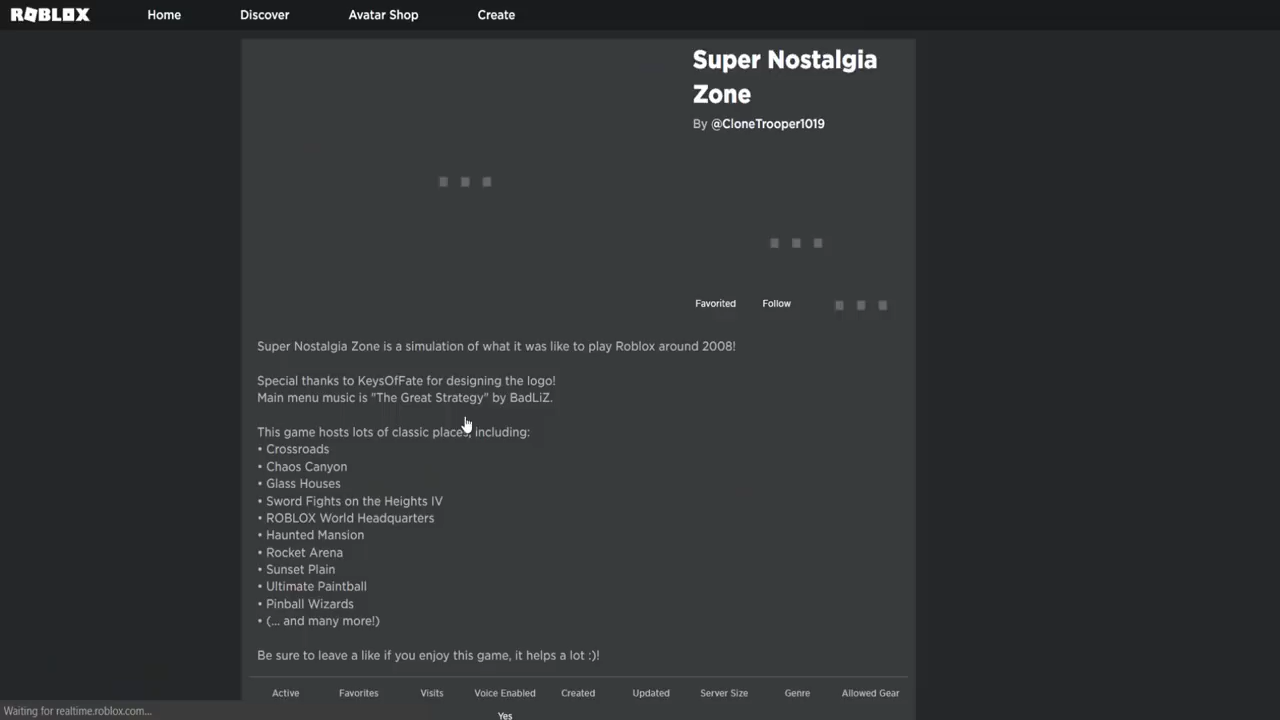 ROBLOX Home Discover Avatar Shop Create
Super Nostalgia
Zone
By @CloneTrooper1019
Favorited Follow
Super Nostalgia Zone is a simulation of what it was like to play Roblox around 2008!
Special thanks to KeysOfFate for designing the logo!
Main menu music is "The Great Strategy" by BadLiZ.
This game hosts lots of classic places, including:
• Crossroads
• Chaos Canyon
• Glass Houses
• Sword Fights on the Heights IV
• ROBLOX World Headquarters
• Haunted Mansion
• Rocket Arena
• Sunset Plain
• Ultimate Paintball
• Pinball Wizards
• (... and many more!)
Be sure to leave a like if you enjoy this game, it helps a lot :)!
Active Favorites Visits Voice Enabled Created Updated Server Size Genre Allowed Gear
Yes
Waiting for realtime.roblox.com...